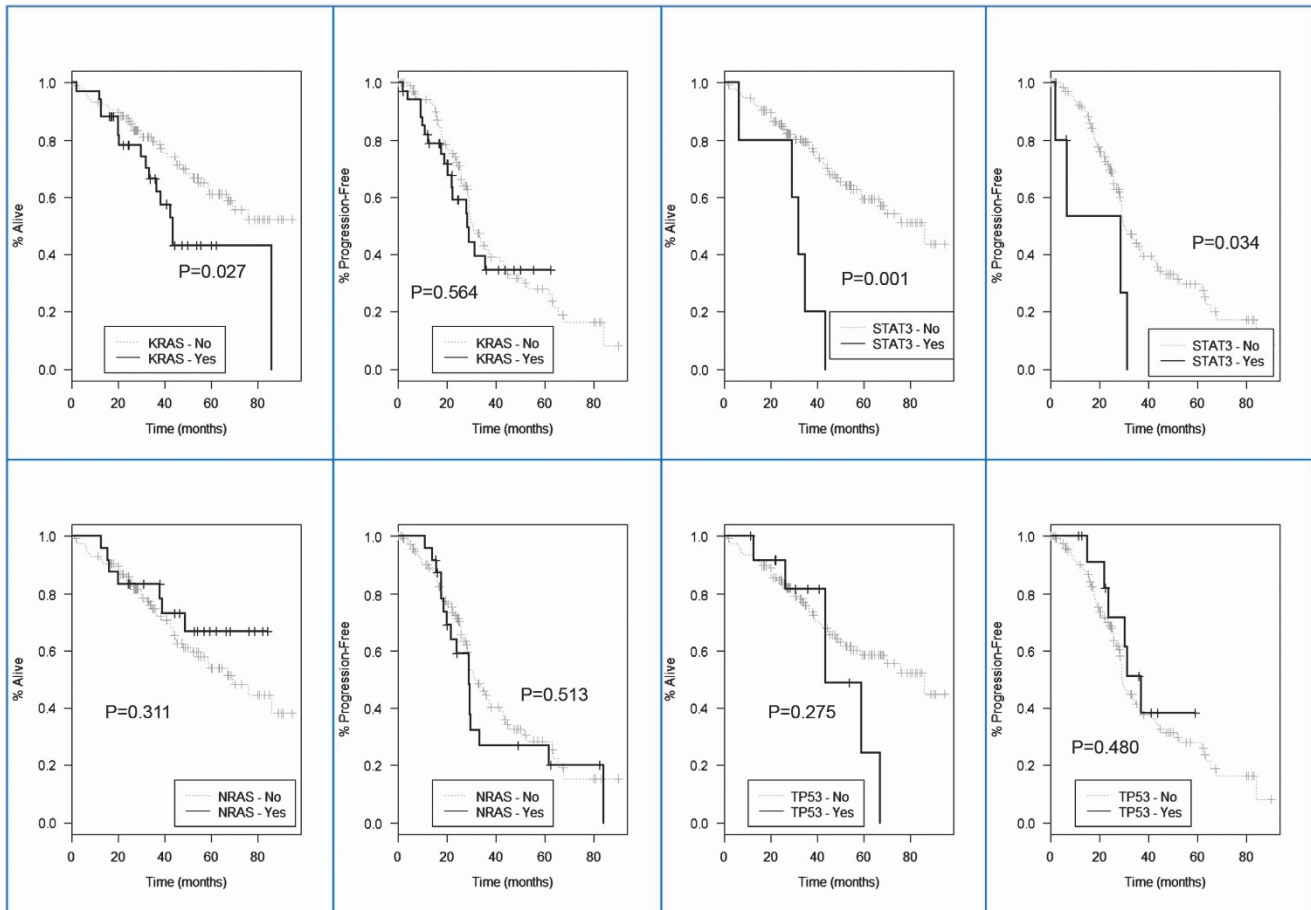 % Alive
1.0
0.8
0.6
0.4
0.2
0.0
P=0.027
KRAS - No
KRAS - Yes
0 20 40 60 80
Time (months)
% Progression-Free
1.0
0.8
0.6
0.4
0.2
0.0
P=0.564
KRAS - No
KRAS - Yes
0 20 40 60 80
Time (months)
% Alive
1.0
0.8
0.6
0.4
0.2
0.0
P=0.001
STAT3 - No
STAT3 - Yes
0 20 40 60 80
Time (months)
% Progression-Free
1.0
0.8
0.6
0.4
0.2
0.0
P=0.034
STAT3 - No
STAT3 - Yes
0 20 40 60 80
Time (months)
% Alive
1.0
0.8
0.6
0.4
0.2
0.0
P=0.311
NRAS - No
NRAS - Yes
0 20 40 60 80
Time (months)
% Progression-Free
1.0
0.8
0.6
0.4
0.2
0.0
P=0.513
NRAS - No
NRAS - Yes
0 20 40 60 80
Time (months)
% Alive
1.0
0.8
0.6
0.4
0.2
0.0
P=0.275
TP53 - No
TP53 - Yes
0 20 40 60 80
Time (months)
% Progression-Free
1.0
0.8
0.6
0.4
0.2
0.0
P=0.480
TP53 - No
TP53 - Yes
0 20 40 60 80
Time (months)